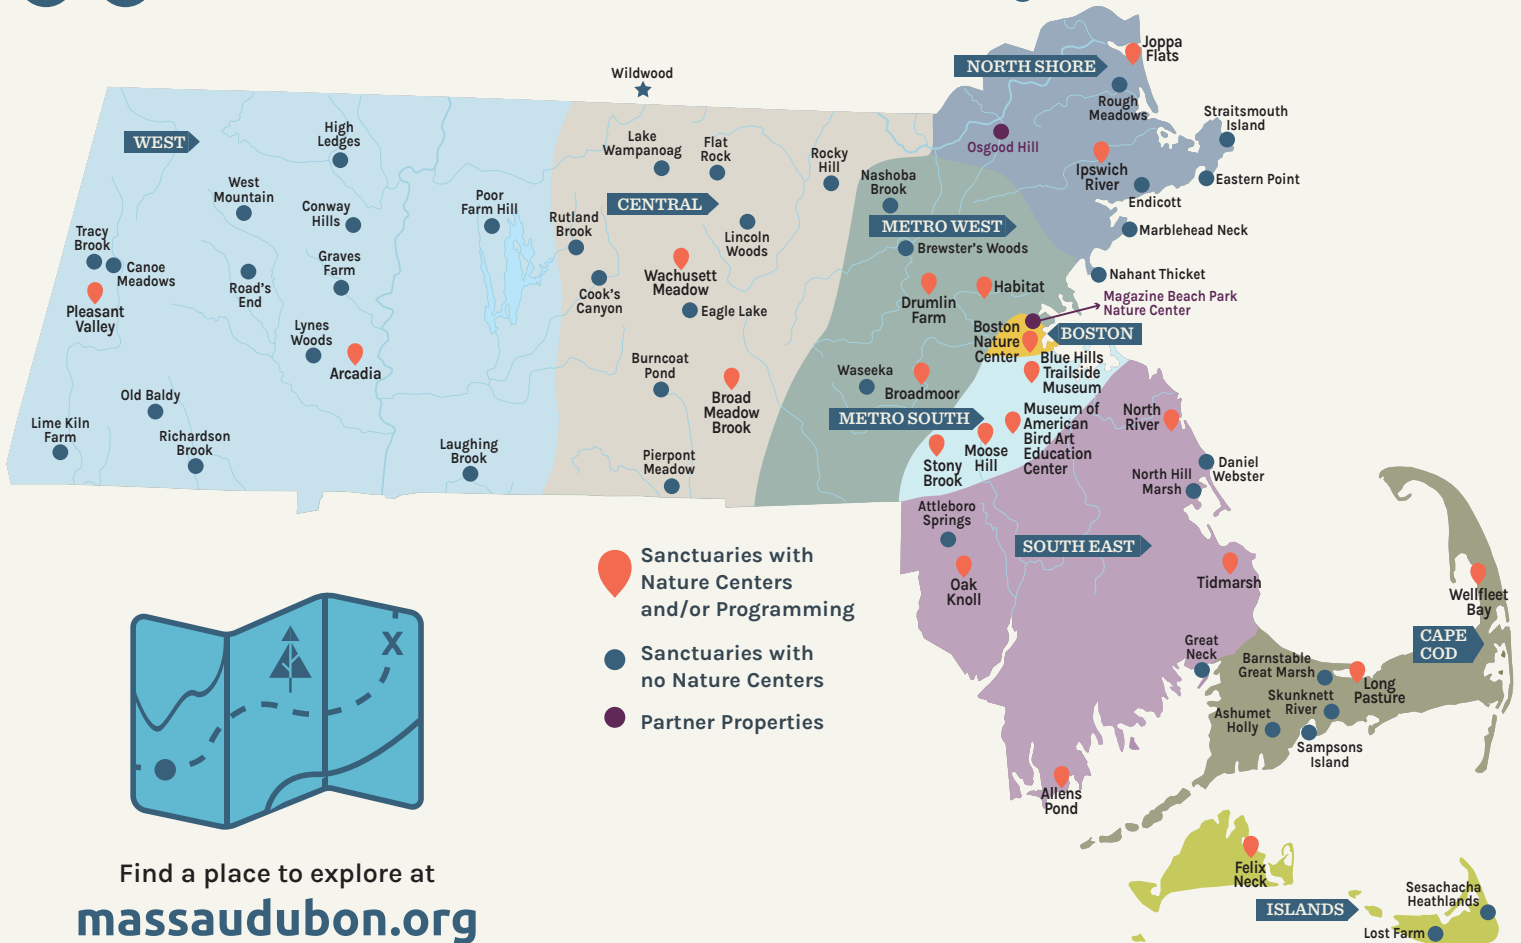 Wildwood
WEST
High
Ledges
West
Mountain
Conway
Hills
Tracy
Brook
Canoe
Meadows
Pleasant
Valley
Road's
End
Graves
Farm
Lynes
Woods
Arcadia
Poor
Farm Hill
Old Baldy
Lime Kiln
Farm
Richardson
Brook
Laughing
Brook
Lake
Wampanoag
Flat
Rock
Rocky
Hill
CENTRAL
Rutland
Brook
Lincoln
Woods
Cook's
Canyon
Wachusett
Meadow
Eagle Lake
Burncoat
Pond
Broad
Meadow
Brook
Pierpont
Meadow
NORTH SHORE
Joppa
Flats
Rough
Meadows
Straitsmouth
Island
Osgood Hill
Ipswich
River
Eastern Point
Endicott
Marblehead Neck
Nahant Thicket
Nashoba
Brook
METRO WEST
Brewster's Woods
Drumlin
Farm
Habitat
Waseeka
Broadmoor
Magazine Beach Park
Nature Center
BOSTON
Boston
Nature
Center
Blue Hills
Trailside
Museum
METRO SOUTH
Museum of
American
Bird Art
Education
Center
Moose
Hill
Stony
Brook
North
River
Daniel
Webster
North Hill
Marsh
Attleboro
Springs
SOUTH EAST
Oak
Knoll
Tidmarsh
Great
Neck
Allens
Pond
Wellfleet
Bay
CAPE
COD
Barnstable
Great Marsh
Long
Pasture
Skunknett
River
Ashumet
Holly
Sampsons
Island
Felix
Neck
ISLANDS
Sesachacha
Heathlands
Lost Farm
Sanctuaries with
Nature Centers
and/or Programming
Sanctuaries with
no Nature Centers
Partner Properties
X
Find a place to explore at
massaudubon.org